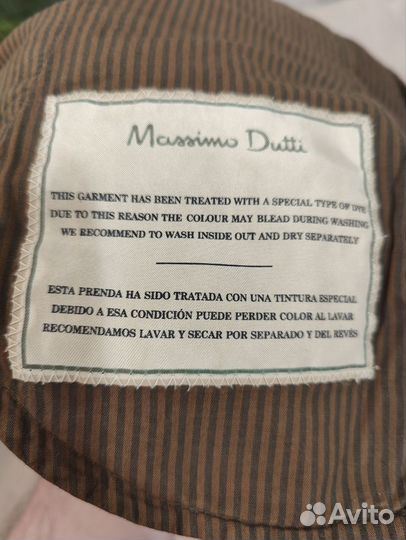 Massimo Dutti
THIS GARMENT HAS BEEN TREATED WITH A SPECIAL TYPE OF DYE
DUE TO THIS REASON THE COLOUR MAY BLEAD DURING WASHING
WE RECOMMEND TO WASH INSIDE OUT AND DRY SEPARATELY
ESTA PRENDA HA SIDO TRATADA CON UNA TINTURA ESPECIAL
DEBIDO A ESA CONDICIÓN PUEDE PERDER COLOR AL LAVAR
RECOMENDAMOS LAVAR Y SECAR POR SEPARADO Y DEL REVÉS
Avito